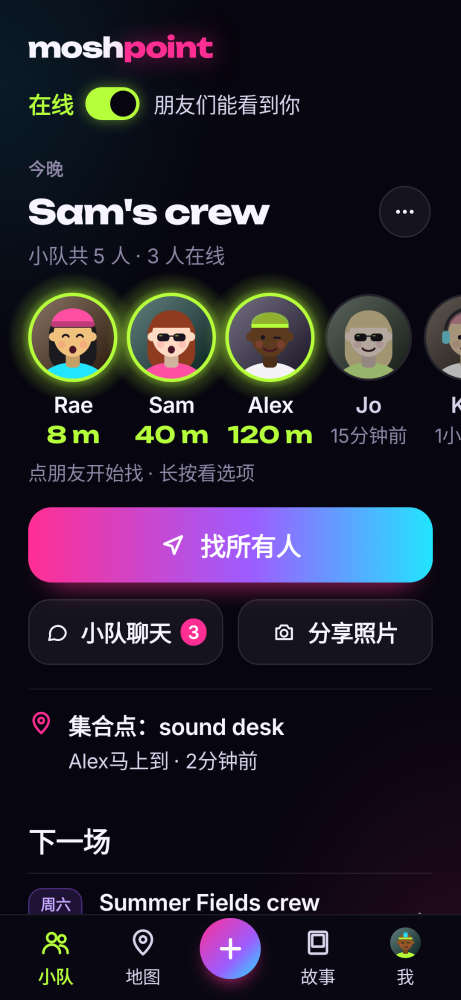 moshpoint
在线 朋友们能看到你
今晚
Sam's crew
小队共 5 人 · 3 人在线
Rae Sam Alex Jo
8 m 40 m 120 m 15分钟前 1小
点朋友开始找 · 长按看选项
找所有人
小队聊天 3 分享照片
集合点：sound desk
Alex马上到 · 2分钟前
下一场
周六 Summer Fields crew
小队 地图 故事 我